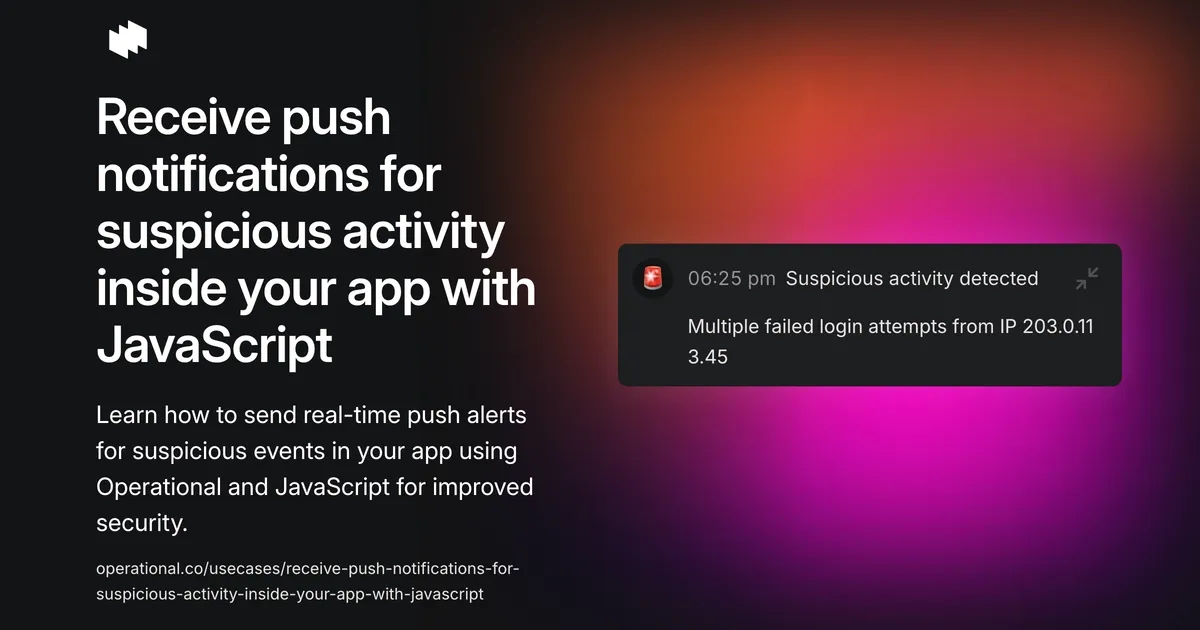 Receive push
notifications for
suspicious activity
inside your app with
JavaScript
Learn how to send real-time push alerts
for suspicious events in your app using
Operational and JavaScript for improved
security.
operational.co/usecases/receive-push-notifications-for-
suspicious-activity-inside-your-app-with-javascript
06:25 pm Suspicious activity detected
Multiple failed login attempts from IP 203.0.11
3.45